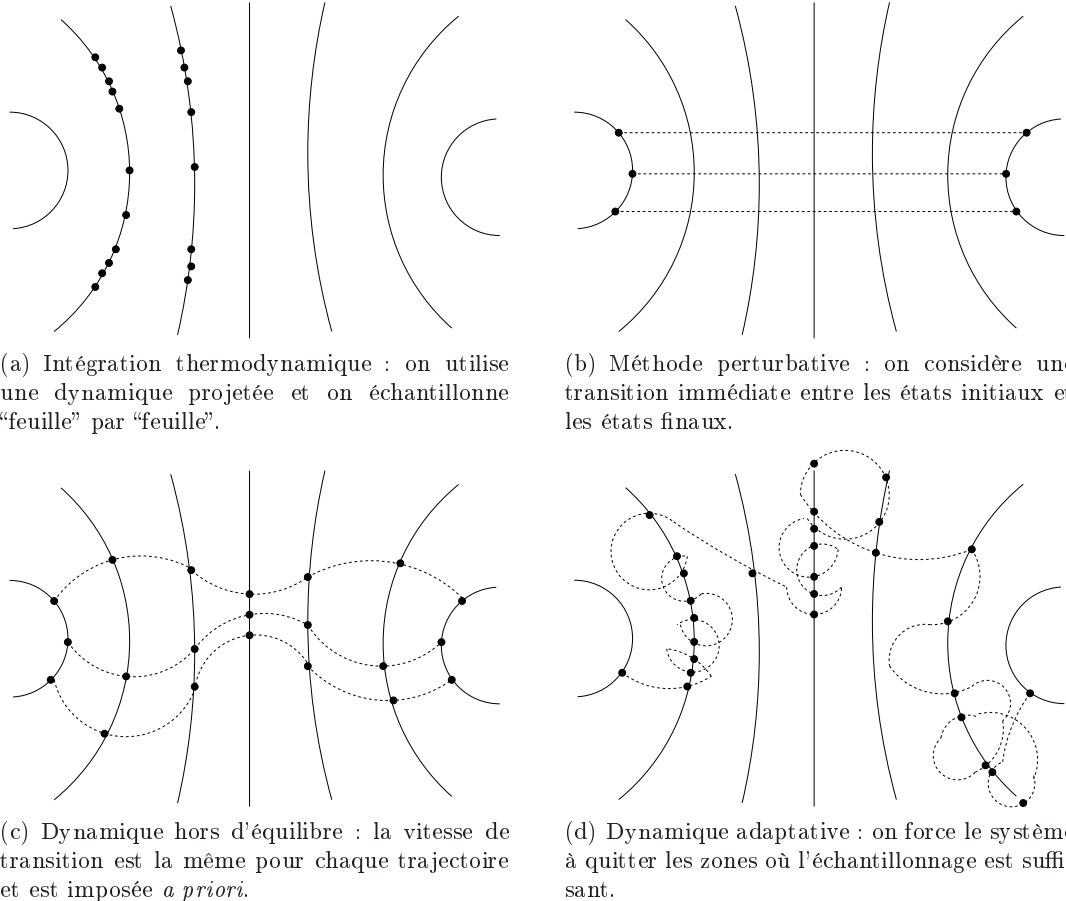 (a) Intégration thermodynamique : on utilise
une dynamique projetée et on échantillonne
“feuille” par “feuille”.
(b) Méthode perturbative : on considère une
transition immédiate entre les états initiaux et
les états finaux.
(c) Dynamique hors d'équilibre : la vitesse de
transition est la même pour chaque trajectoire
et est imposée a priori.
(d) Dynamique adaptative : on force le système
à quitter les zones où l'échantillonnage est suffi-
sant.